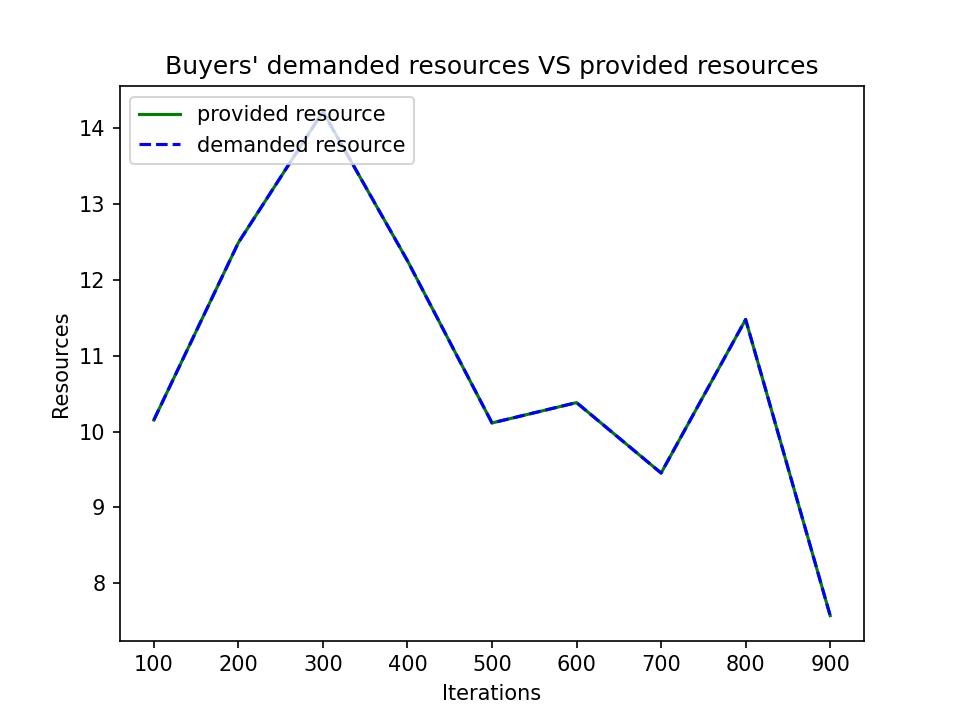 Buyers' demanded resources VS provided resources
provided resource
demanded resource
14
13
12
11
10
9
8
Resources
100 200 300 400 500 600 700 800 900
Iterations